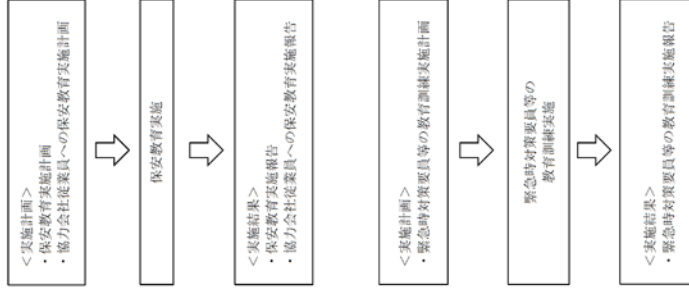 ＜実施計画＞
・保安教育実施計画
・協力会社従業員への保安教育実施計画
保安教育実施
＜実施結果＞
・保安教育実施報告
・協力会社従業員への保安教育実施報告
＜実施計画＞
・緊急時対策要員等の教育訓練実施計画
緊急時対策要員等の
教育訓練実施
＜実施結果＞
・緊急時対策要員等の教育訓練実施報告